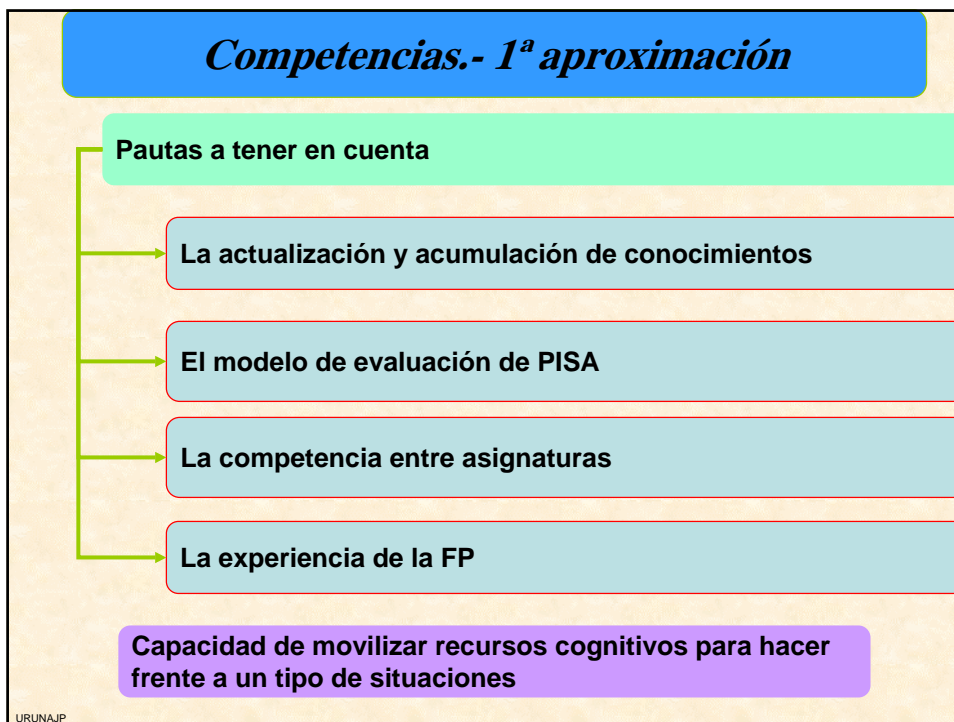 Competencias.- 1ª aproximación
Pautas a tener en cuenta
La actualización y acumulación de conocimientos
El modelo de evaluación de PISA
La competencia entre asignaturas
La experiencia de la FP
Capacidad de movilizar recursos cognitivos para hacer
frente a un tipo de situaciones
URUNAJP